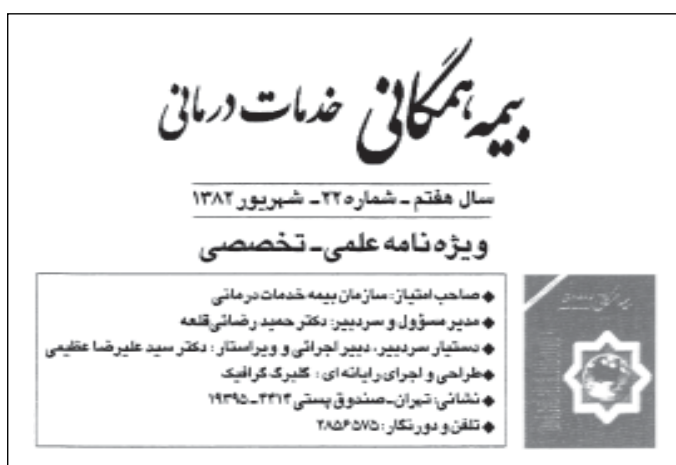 بیمه همگانی خدمات درمانی
سال هفتم ـ شماره ۲۲ ـ شهریور ۱۳۸۲
ویژه نامه علمی ـ تخصصی
◆ صاحب امتیاز: سازمان بیمه خدمات درمانی
◆ مدیر مسؤول و سردبیر: دکتر حمید رضائی قلعه
◆ دستیار سردبیر، دبیر اجرائی و ویراستار: دکتر سید علیرضا عظیمی
◆ طراحی و اجرای رایانه ای: گلبرگ گرافیک
◆ نشانی: تهران ـ صندوق پستی ۴۴۱۴ ـ ۱۹۳۹۵
◆ تلفن و دورنگار: ۲۸۵۶۵۷۵